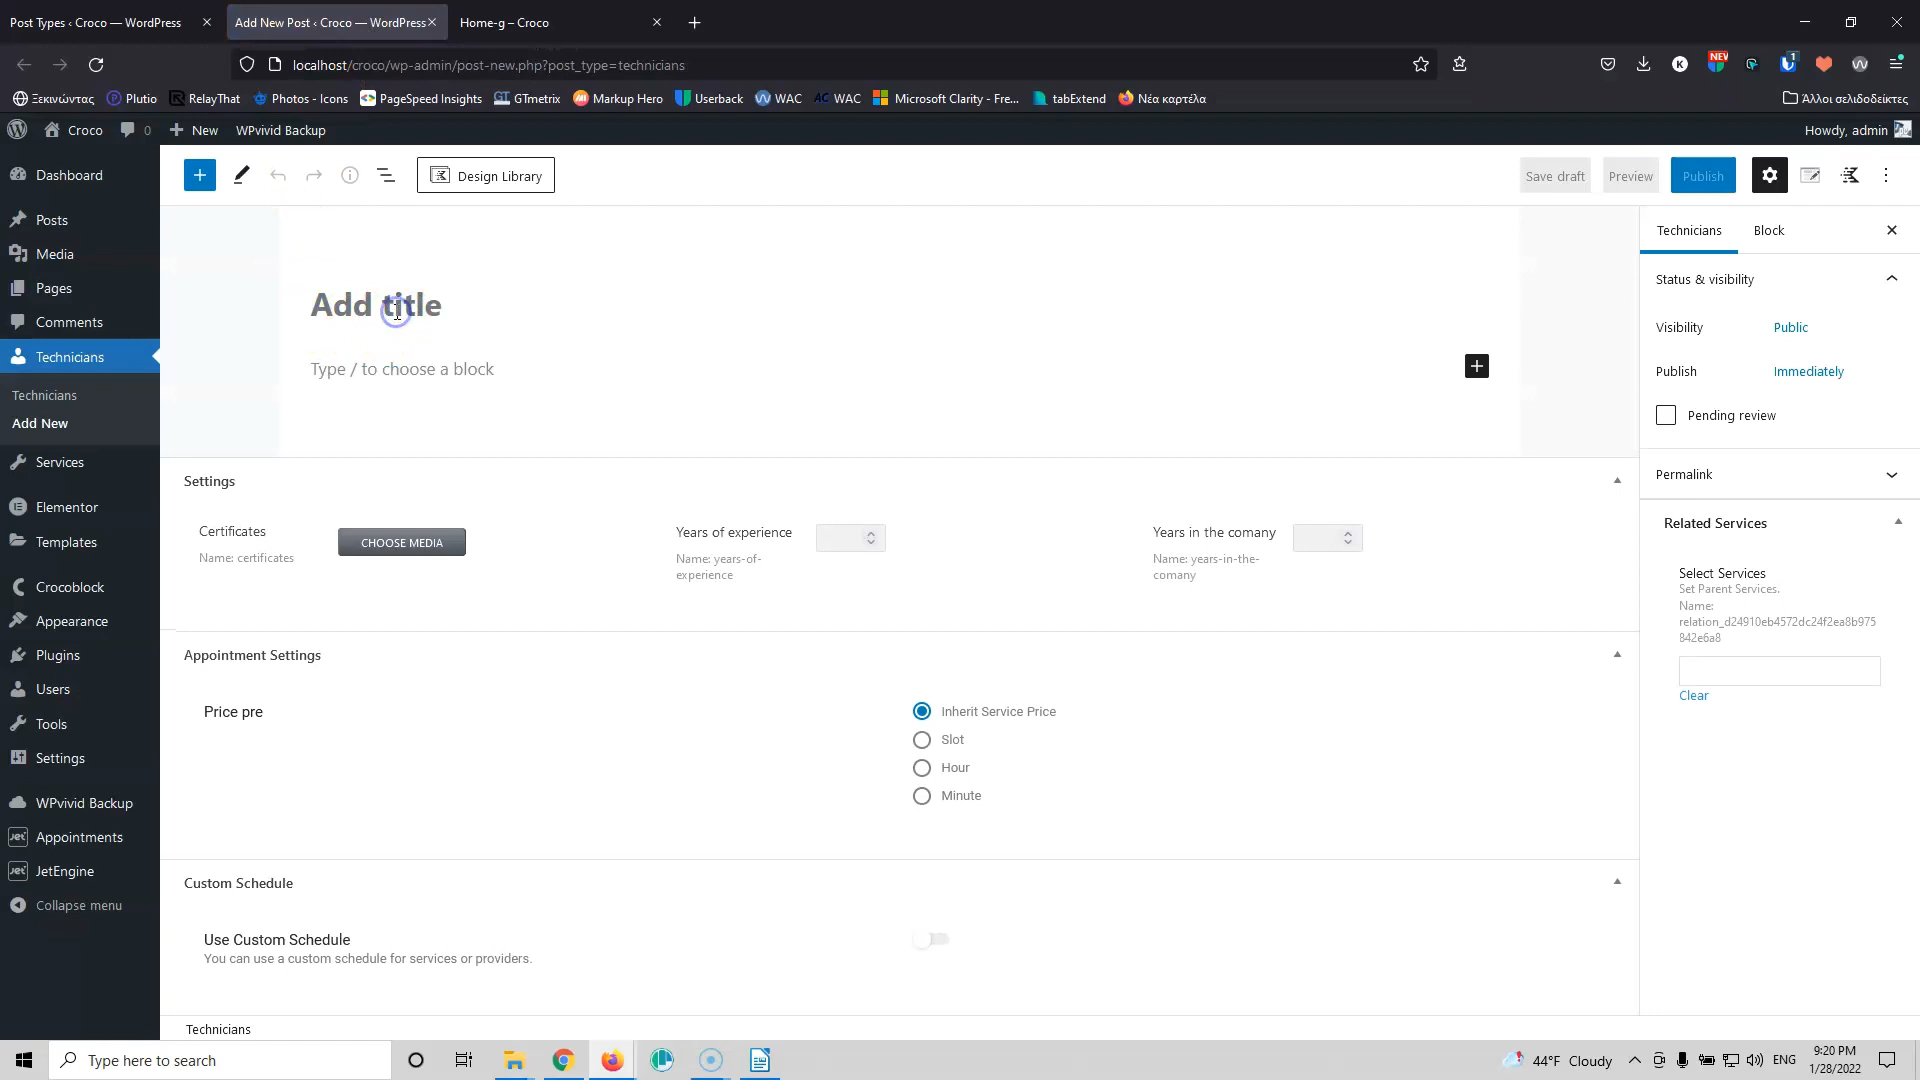 Post Types ‹ Croco — WordPress
Add New Post ‹ Croco — WordPress
Home-g – Croco
localhost/croco/wp-admin/post-new.php?post_type=technicians
NEW
K
1
Ξεκινώντας
Plutio
RelayThat
Photos - Icons
PageSpeed Insights
GTmetrix
Markup Hero
Userback
WAC
WAC
Microsoft Clarity - Fre...
tabExtend
Νέα καρτέλα
Άλλοι σελιδοδείκτες
Croco
0
New
WPvivid Backup
Howdy, admin
Dashboard
Posts
Media
Pages
Comments
Technicians
Technicians
Add New
Services
Elementor
Templates
Crocoblock
Appearance
Plugins
Users
Tools
Settings
WPvivid Backup
Appointments
JetEngine
Collapse menu
Design Library
Save draft
Preview
Publish
Add title
Type / to choose a block
Settings
Certificates
Name: certificates
CHOOSE MEDIA
Years of experience
Name: years-of-
experience
Years in the comany
Name: years-in-the-
comany
Appointment Settings
Price pre
Inherit Service Price
Slot
Hour
Minute
Custom Schedule
Use Custom Schedule
You can use a custom schedule for services or providers.
Technicians
Technicians
Block
Status & visibility
Visibility
Public
Publish
Immediately
Pending review
Permalink
Related Services
Select Services
Set Parent Services.
Name:
relation_d24910eb4572dc24f2ea8b975
842e6a8
Clear
Type here to search
44°F Cloudy
ENG
9:20 PM
1/28/2022